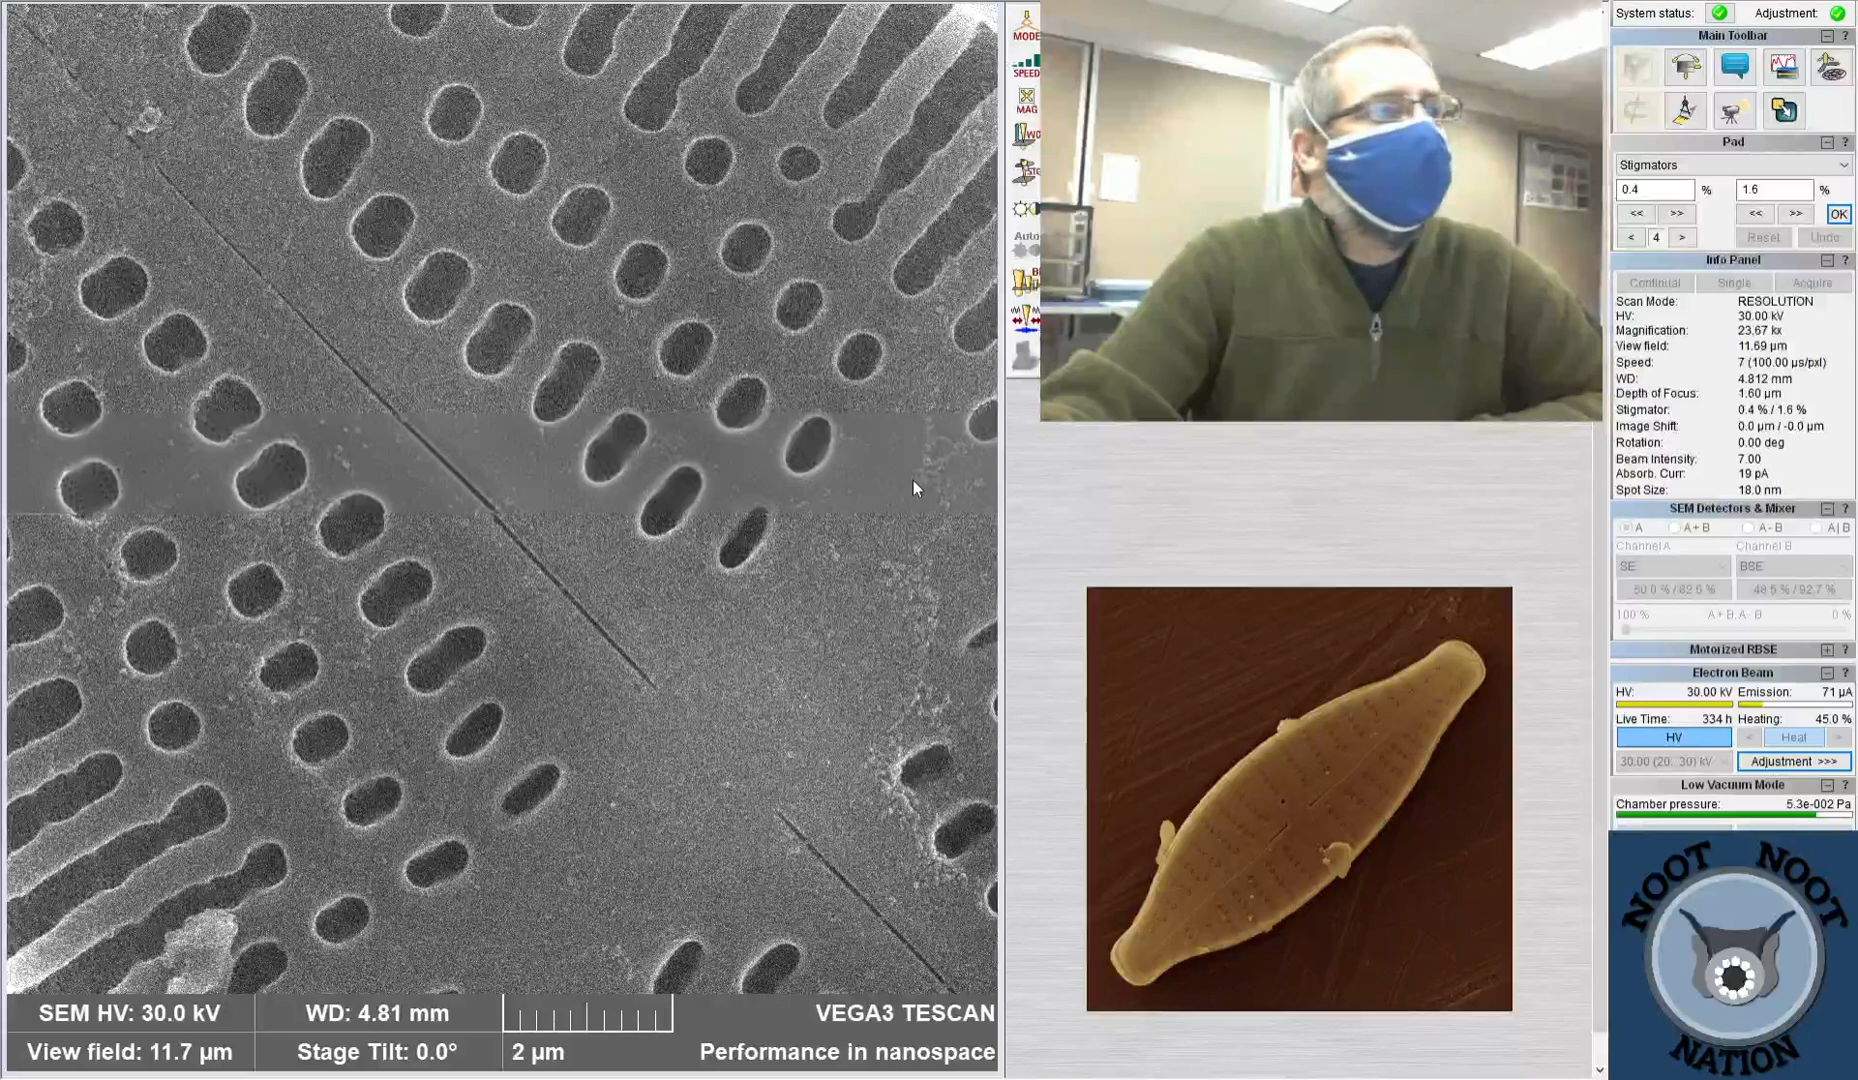 MODE
SPEED
MAG
WD
Auto
System status:
Adjustment:
Main Toolbar
?
Pad
?
Stigmators
0.4 %
1.6 %
<< >>
<< >>
OK
< 4 >
Reset
Undo
Info Panel
?
Continual
Single
Acquire
Scan Mode: RESOLUTION
HV: 30.00 kV
Magnification: 23.67 kx
View field: 11.69 µm
Speed: 7 (100.00 µs/pxl)
WD: 4.812 mm
Depth of Focus: 1.60 µm
Stigmator: 0.4 % / 1.6 %
Image Shift: 0.0 µm / -0.0 µm
Rotation: 0.00 deg
Beam Intensity: 7.00
Absorb. Curr: 19 pA
Spot Size: 18.0 nm
SEM Detectors & Mixer
?
A
A + B
A - B
A | B
Channel A
Channel B
SE
BSE
100 %
A + B, A - B
0 %
Motorized RBSE
?
Electron Beam
?
HV: 30.00 kV
Emission: 71 µA
Live Time: 334 h
Heating: 45.0 %
HV
< Heat >
Adjustment >>>
Low Vacuum Mode
?
Chamber pressure: 5.3e-002 Pa
NOOT NOOT
NATION
SEM HV: 30.0 kV
WD: 4.81 mm
VEGA3 TESCAN
View field: 11.7 µm
Stage Tilt: 0.0°
2 µm
Performance in nanospace